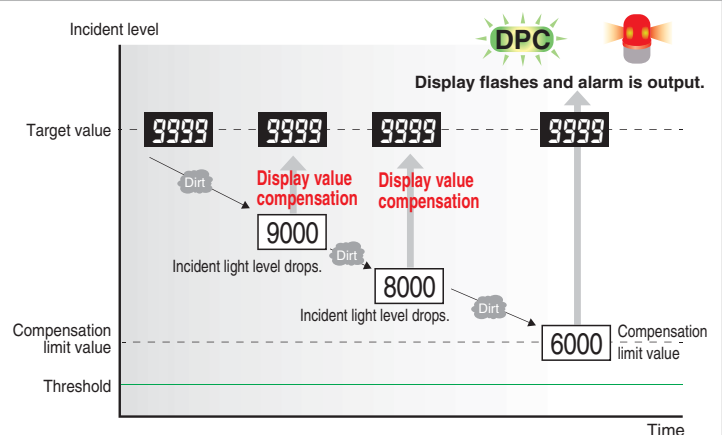 Incident level
DPC
Display flashes and alarm is output.
Target value
9999
9999
9999
9999
Dirt
Display value
compensation
Display value
compensation
9000
Dirt
Incident light level drops.
8000
Dirt
Incident light level drops.
Compensation
limit value
6000
Compensation
limit value
Threshold
Time